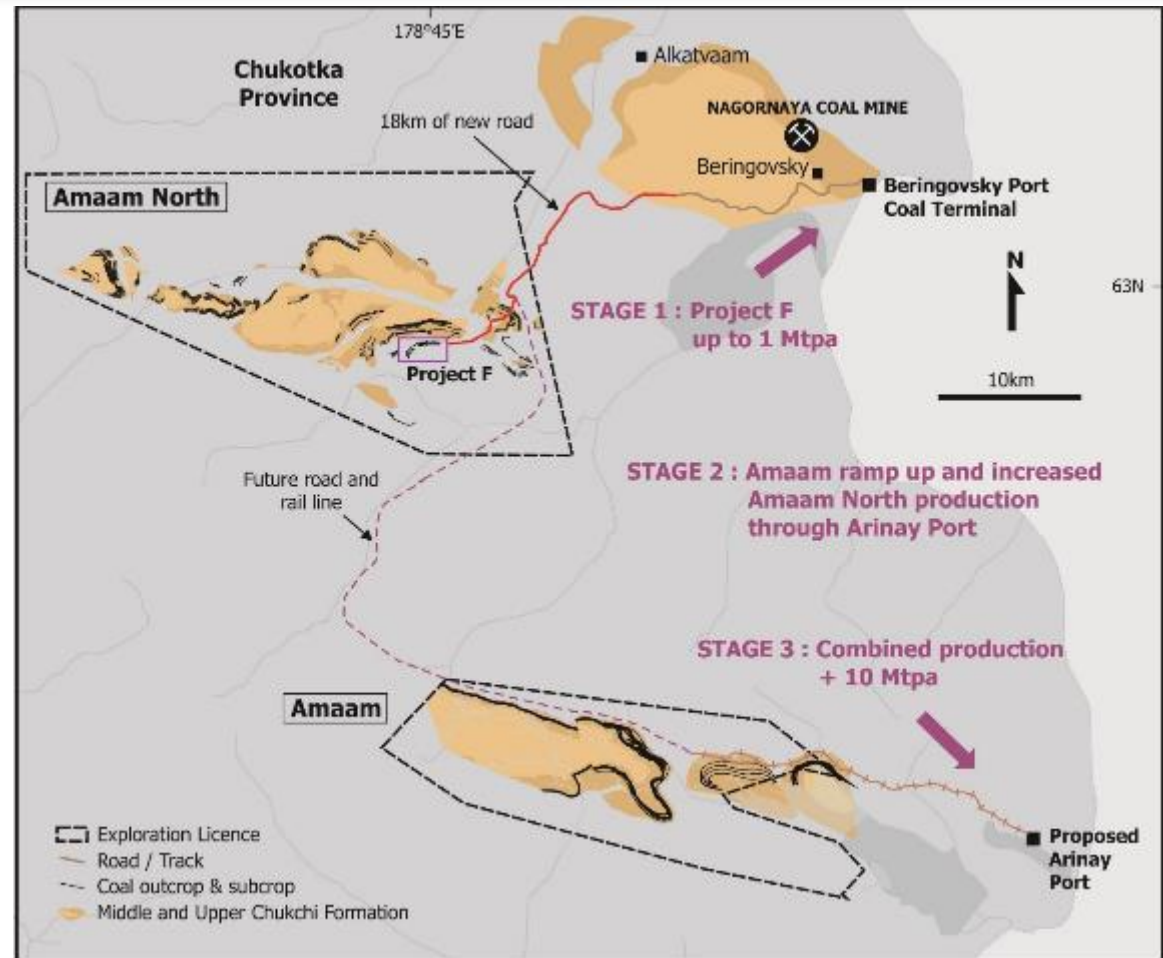 178°45'E
Chukotka
Province
Alkatvaam
NAGORNAYA COAL MINE
18km of new road
Beringovsky
Amaam North
Beringovsky Port
Coal Terminal
N
63N
STAGE 1 : Project F
up to 1 Mtpa
Project F
10km
STAGE 2 : Amaam ramp up and increased
Amaam North production
through Arinay Port
Future road and
rail line
STAGE 3 : Combined production
+ 10 Mtpa
Amaam
Exploration Licence
Road / Track
Coal outcrop & subcrop
Middle and Upper Chukchi Formation
Proposed
Arinay
Port